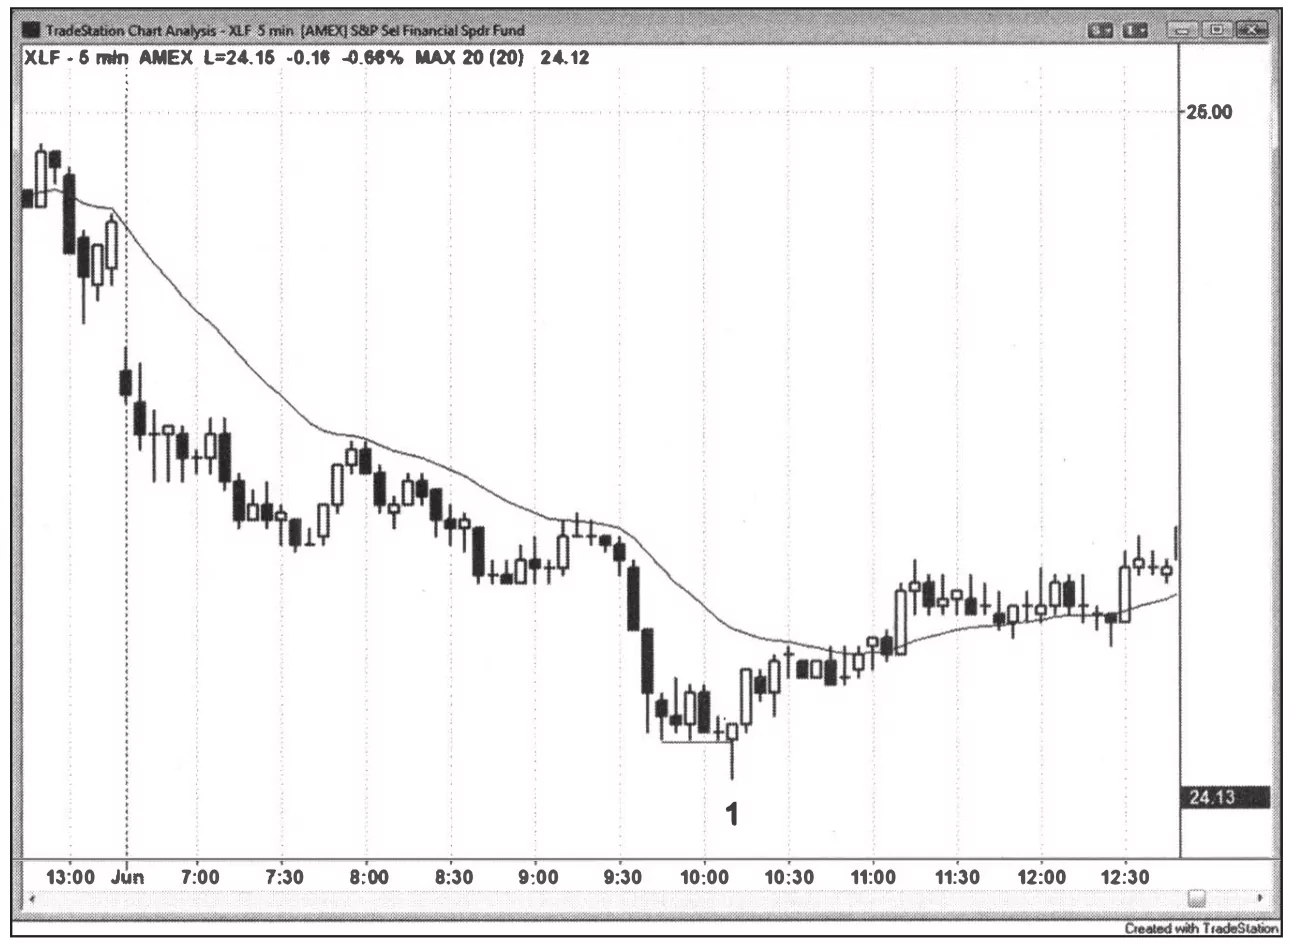 TradeStation Chart Analysis - XLF 5 min [AMEX] S&P Sel Financial Spdr Fund
XLF - 5 min AMEX L=24.15 -0.16 -0.66% MAX 20 (20) 24.12
25.00
1
24.13
13:00 Jun 7:00 7:30 8:00 8:30 9:00 9:30 10:00 10:30 11:00 11:30 12:00 12:30
Created with TradeStation